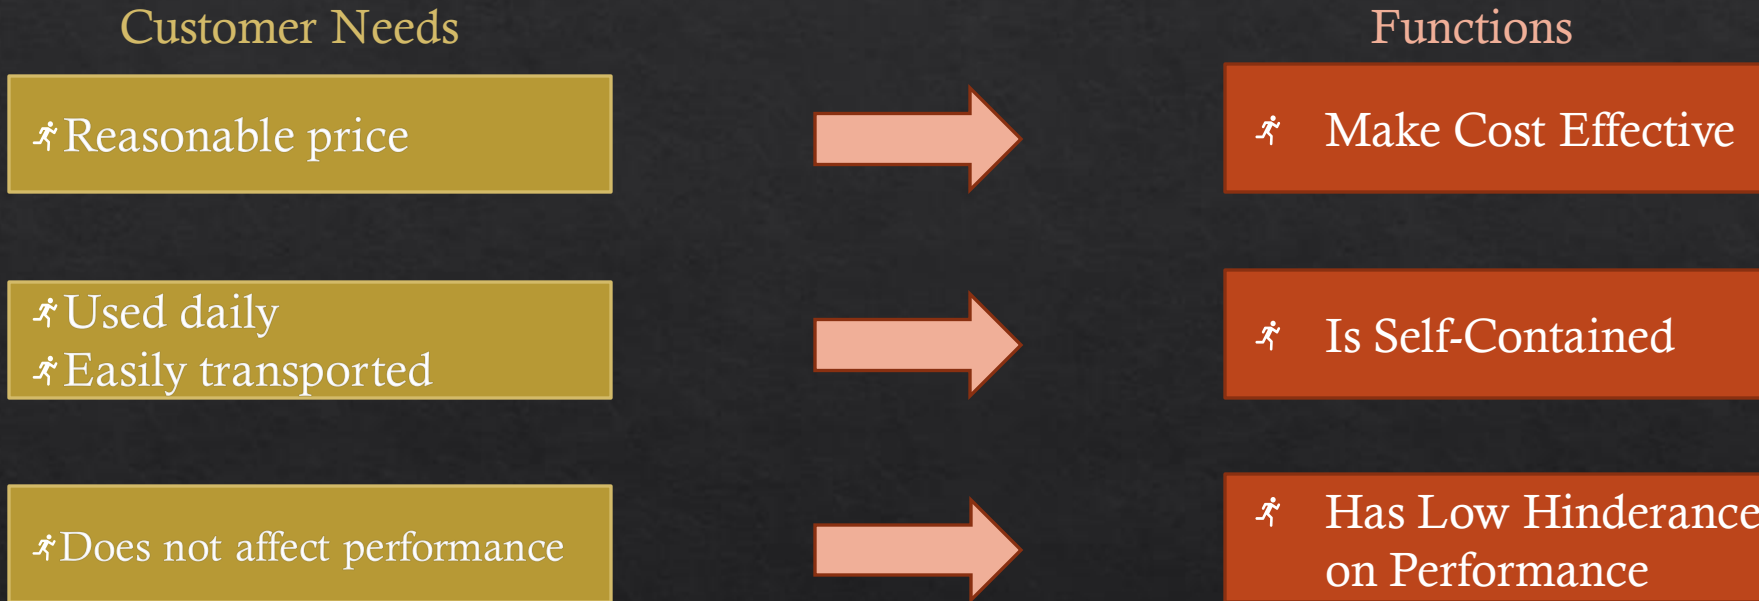 Customer Needs
Functions
Reasonable price
Make Cost Effective
Used daily
Easily transported
Is Self-Contained
Does not affect performance
Has Low Hinderance
on Performance